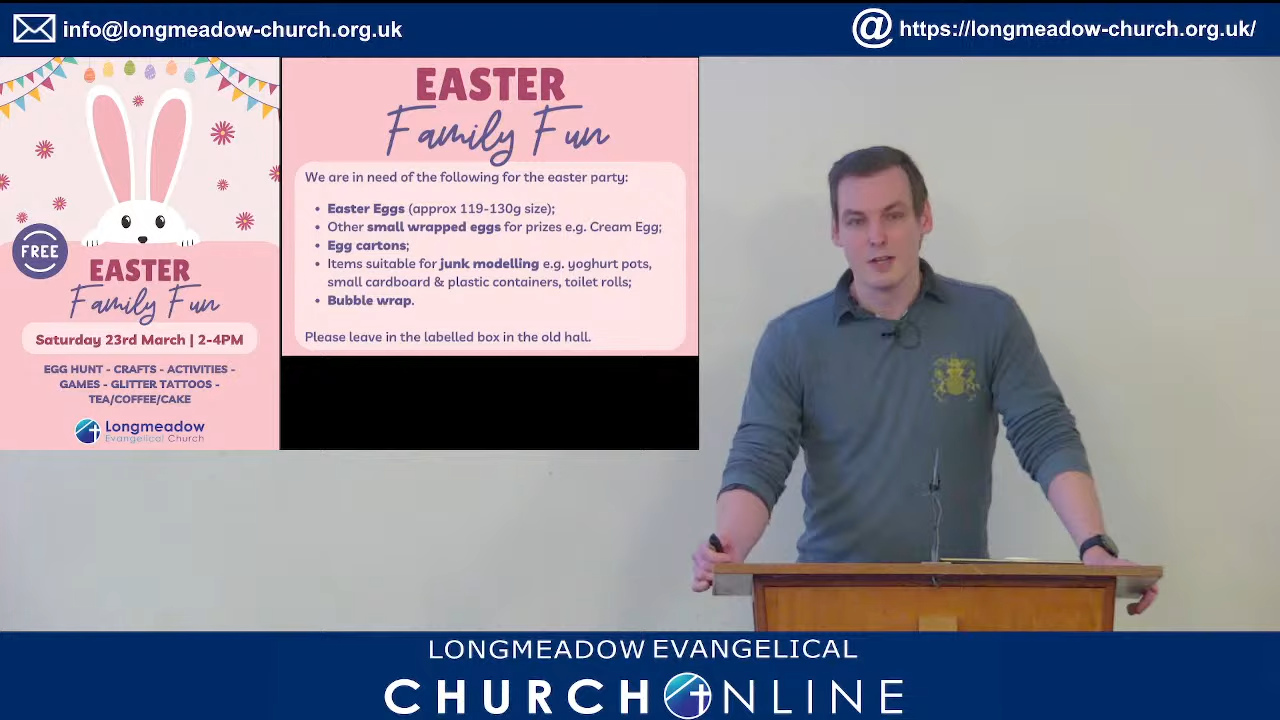 info@longmeadow-church.org.uk
https://longmeadow-church.org.uk/
FREE
EASTER
Family Fun
Saturday 23rd March | 2-4PM
EGG HUNT - CRAFTS - ACTIVITIES -
GAMES - GLITTER TATTOOS -
TEA/COFFEE/CAKE
Longmeadow
Evangelical Church
EASTER
Family Fun
We are in need of the following for the easter party:
• Easter Eggs (approx 119-130g size);
• Other small wrapped eggs for prizes e.g. Cream Egg;
• Egg cartons;
• Items suitable for junk modelling e.g. yoghurt pots,
small cardboard & plastic containers, toilet rolls;
• Bubble wrap.
Please leave in the labelled box in the old hall.
LONGMEADOW EVANGELICAL
CHURCH ONLINE